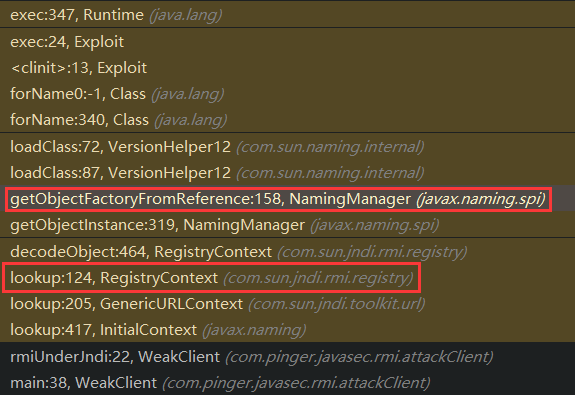 exec:347, Runtime (java.lang)
exec:24, Exploit
<clinit>:13, Exploit
forName0:-1, Class (java.lang)
forName:340, Class (java.lang)
loadClass:72, VersionHelper12 (com.sun.naming.internal)
loadClass:87, VersionHelper12 (com.sun.naming.internal)
getObjectFactoryFromReference:158, NamingManager (javax.naming.spi)
getObjectInstance:319, NamingManager (javax.naming.spi)
decodeObject:464, RegistryContext (com.sun.jndi.rmi.registry)
lookup:124, RegistryContext (com.sun.jndi.rmi.registry)
lookup:205, GenericURLContext (com.sun.jndi.toolkit.url)
lookup:417, InitialContext (javax.naming)
rmiUnderJndi:22, WeakClient (com.pinger.javasec.rmi.attackClient)
main:38, WeakClient (com.pinger.javasec.rmi.attackClient)